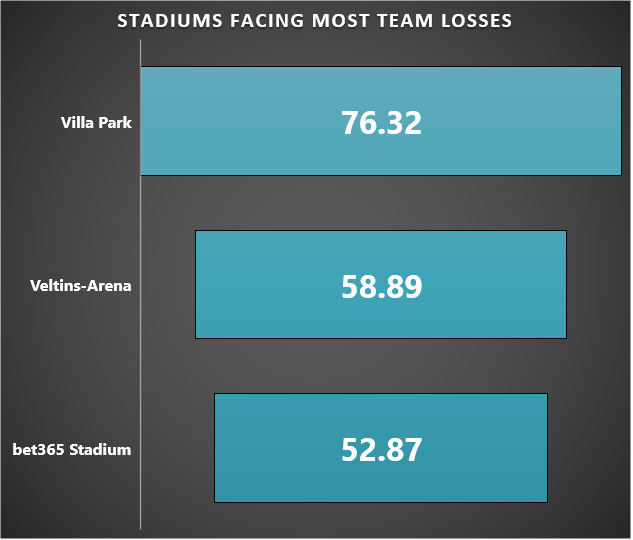 STADIUMS FACING MOST TEAM LOSSES
Villa Park
76.32
Veltins-Arena
58.89
bet365 Stadium
52.87